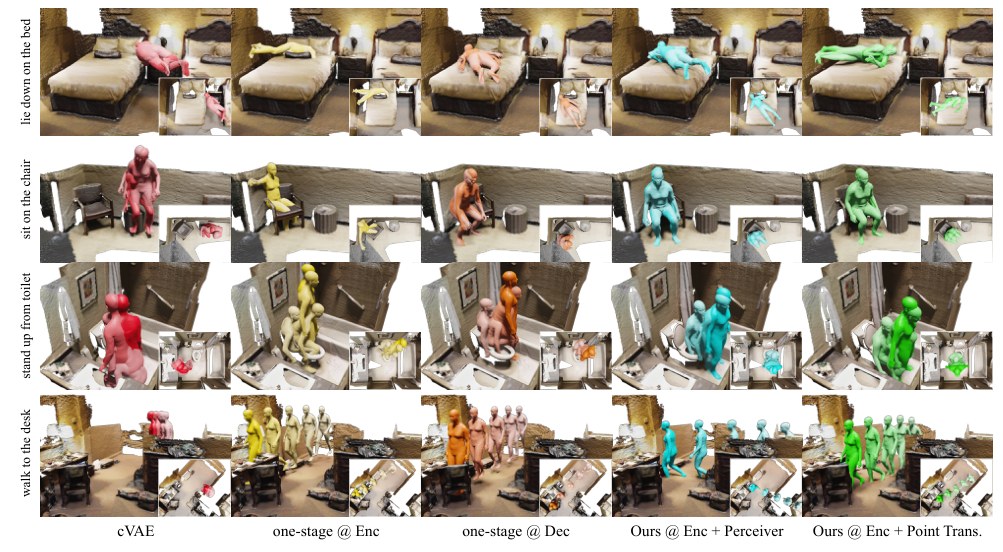 lie down on the bed
sit on the chair
stand up from toilet
walk to the desk
cVAE
one-stage @ Enc
one-stage @ Dec
Ours @ Enc + Perceiver
Ours @ Enc + Point Trans.